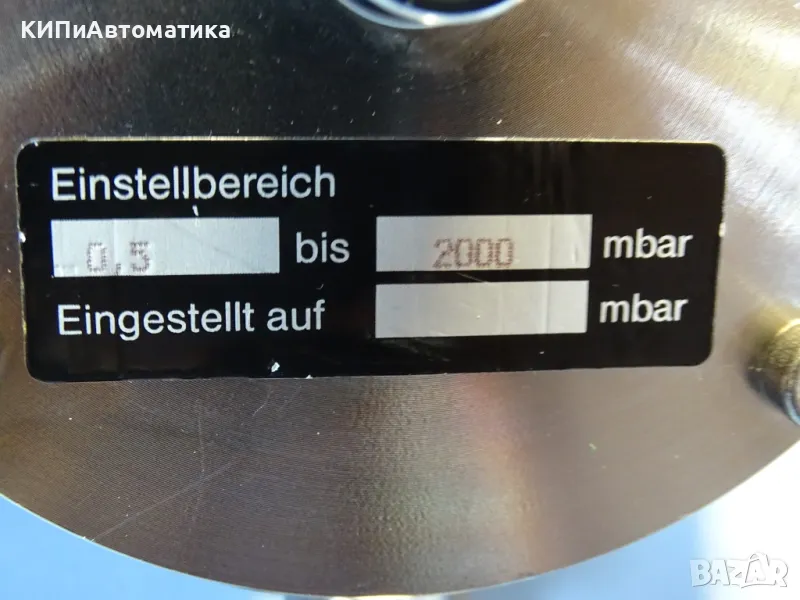 КИПиАвтоматика
Einstellbereich
0,5 bis 2000 mbar
Eingestellt auf mbar
BAZAR